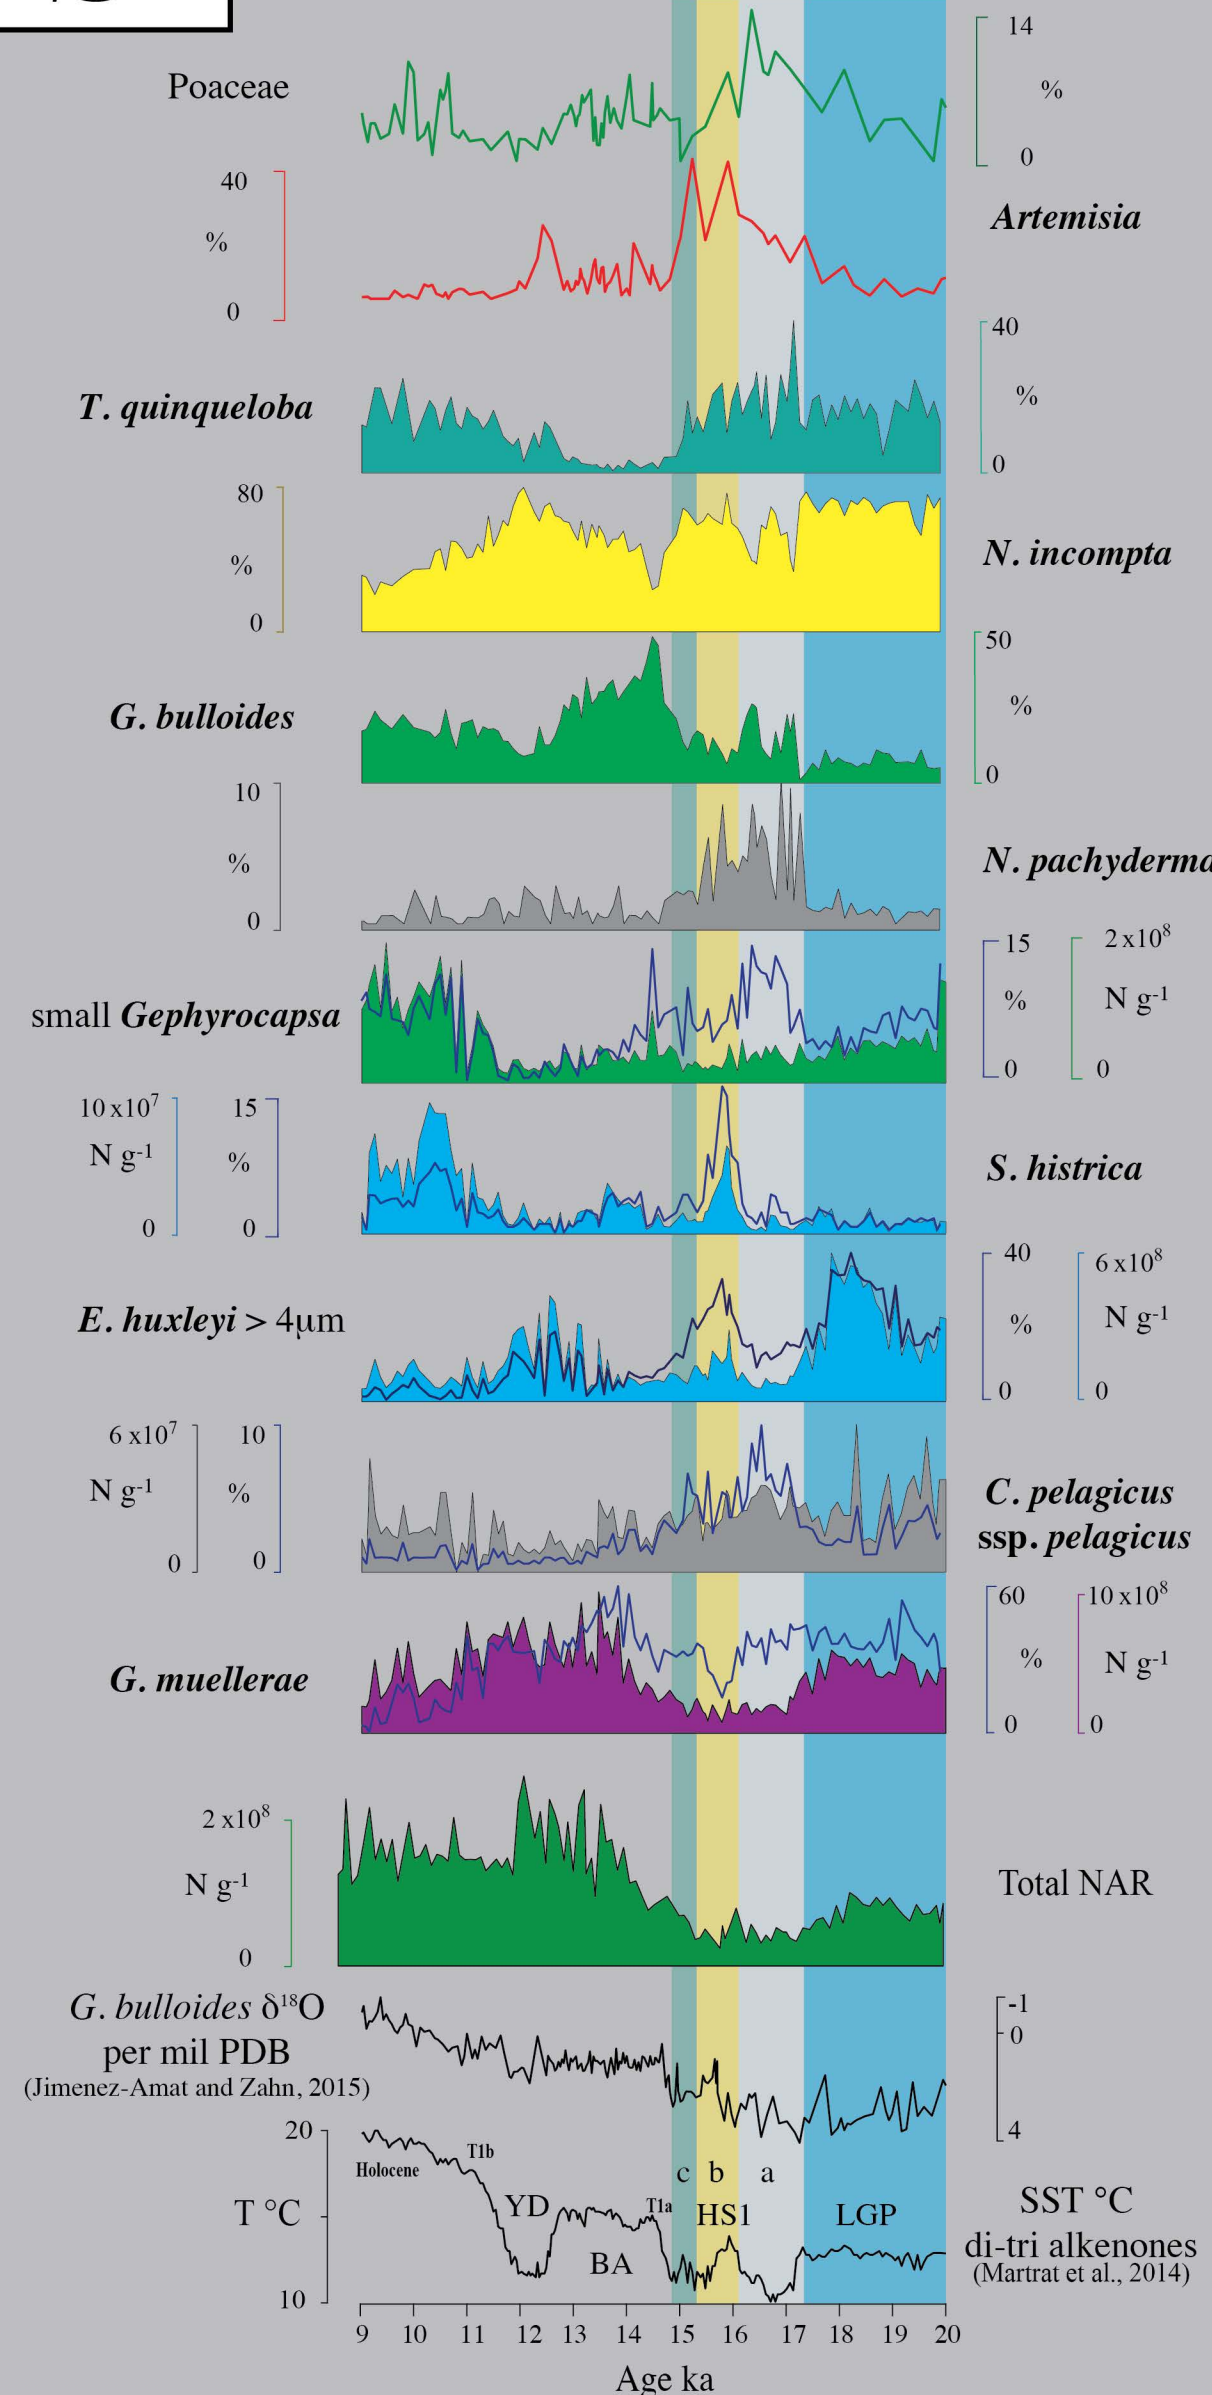 14
Poaceae
%
0
40
Artemisia
%
0
40
T. quinqueloba
%
0
80
N. incompta
%
0
50
G. bulloides
%
0
10
N. pachyderma
%
0
15 2 x10⁸
small Gephyrocapsa
% N g⁻¹
0 0
10 x10⁷ 15
N g⁻¹ %
S. histrica
0 0
40 6 x10⁸
E. huxleyi > 4μm
% N g⁻¹
0 0
6 x10⁷ 10
N g⁻¹ %
C. pelagicus
ssp. pelagicus
0 0
60 10 x10⁸
% N g⁻¹
G. muellerae
0 0
2 x10⁸
N g⁻¹
Total NAR
0
G. bulloides δ¹⁸O
per mil PDB
(Jimenez-Amat and Zahn, 2015)
-1
0
4
20
T1b
Holocene
c b a
T °C
YD
T1a
HS1
LGP
SST °C
di-tri alkenones
(Martrat et al., 2014)
BA
10
9 10 11 12 13 14 15 16 17 18 19 20
Age ka